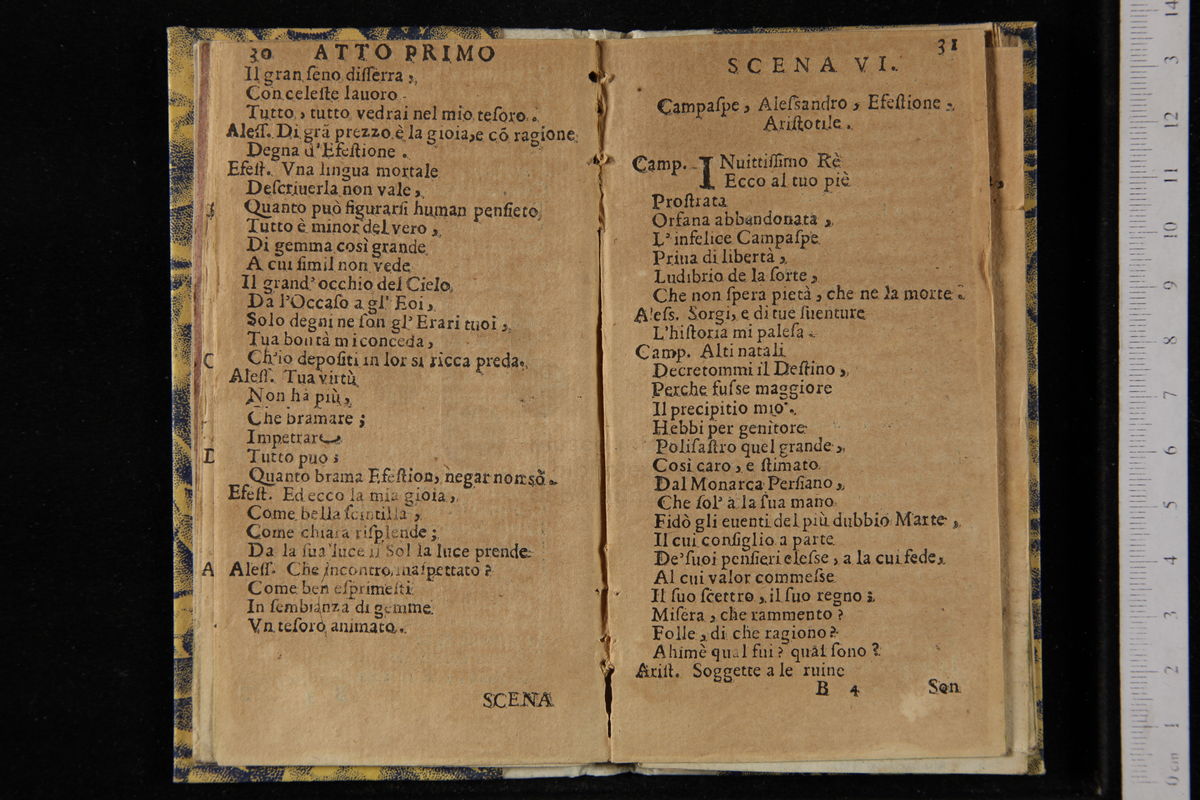 30 ATTO PRIMO
Il gran ſeno diſſerra,
Con celeſte lauoro.
Tutto, tutto vedrai nel mio teſoro.
Aleſſ. Di grā prezzo è la gioia, e cō ragione
Degna d'Efeſtione.
Efeſt. Vna lingua mortale
Deſcriuerla non vale,
Quanto può figurarſi human penſiero
Tutto è minor del vero,
Di gemma così grande
A cui ſimil non vede
Il grand'occhio del Cielo
Da l'Occaſo a gl'Eoi,
Solo degni ne ſon gl'Erari tuoi,
Tua bontà mi conceda,
Ch'io depoſiti in lor sì ricca preda.
Aleſſ. Tua virtù
Non hà più,
Che bramare;
Impetrare
Tutto può;
Quanto brama Efeſtion, negar non sò.
Efeſt. Ed ecco la mia gioia,
Come bella ſcintilla,
Come chiara riſplende;
Da la ſua luce il Sol la luce prende.
Aleſſ. Che incontro inaſpettato?
Come ben eſprimeſti
In ſembianza di gemme
Vn teſoro animato.
SCENA
31
SCENA VI.
Campaſpe, Aleſsandro, Efeſtione,
Ariſtotile.
Camp. INuittiſſimo Rè
Ecco al tuo piè
Proſtrata
Orfana abbandonata,
L'infelice Campaſpe
Priua di libertà,
Ludibrio de la ſorte,
Che non ſpera pietà, che ne la morte.
Aleſs. Sorgi, e di tue ſuenture
L'hiſtoria mi paleſa.
Camp. Alti natali
Decretommi il Deſtino,
Perche fuſse maggiore
Il precipitio mio.
Hebbi per genitore
Poliſaſtro quel grande,
Così caro, e ſtimato
Dal Monarca Perſiano,
Che ſol' à la ſua mano
Fidò gli euenti del più dubbio Marte,
Il cui conſiglio a parte
De'ſuoi penſieri eleſse, a la cui fede,
Al cui valor commeſse
Il ſuo ſcettro, il ſuo regno;
Miſera, che rammento?
Folle, di che ragiono?
Ahimè qual fui? quàl ſono?
Ariſt. Soggette a le ruine
B 4 Son